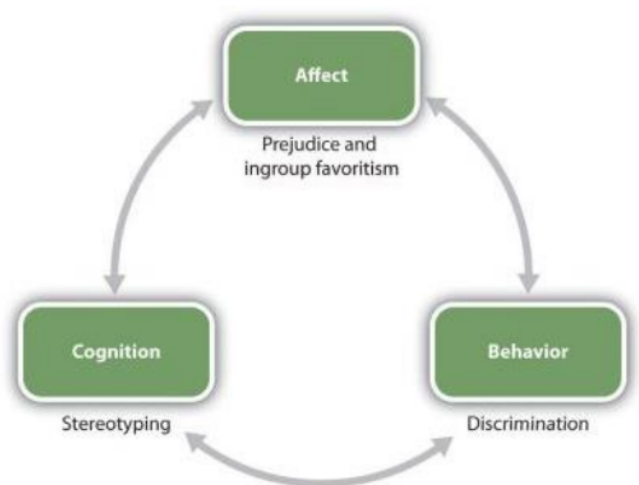 Affect
Prejudice and
ingroup favoritism
Cognition
Stereotyping
Behavior
Discrimination